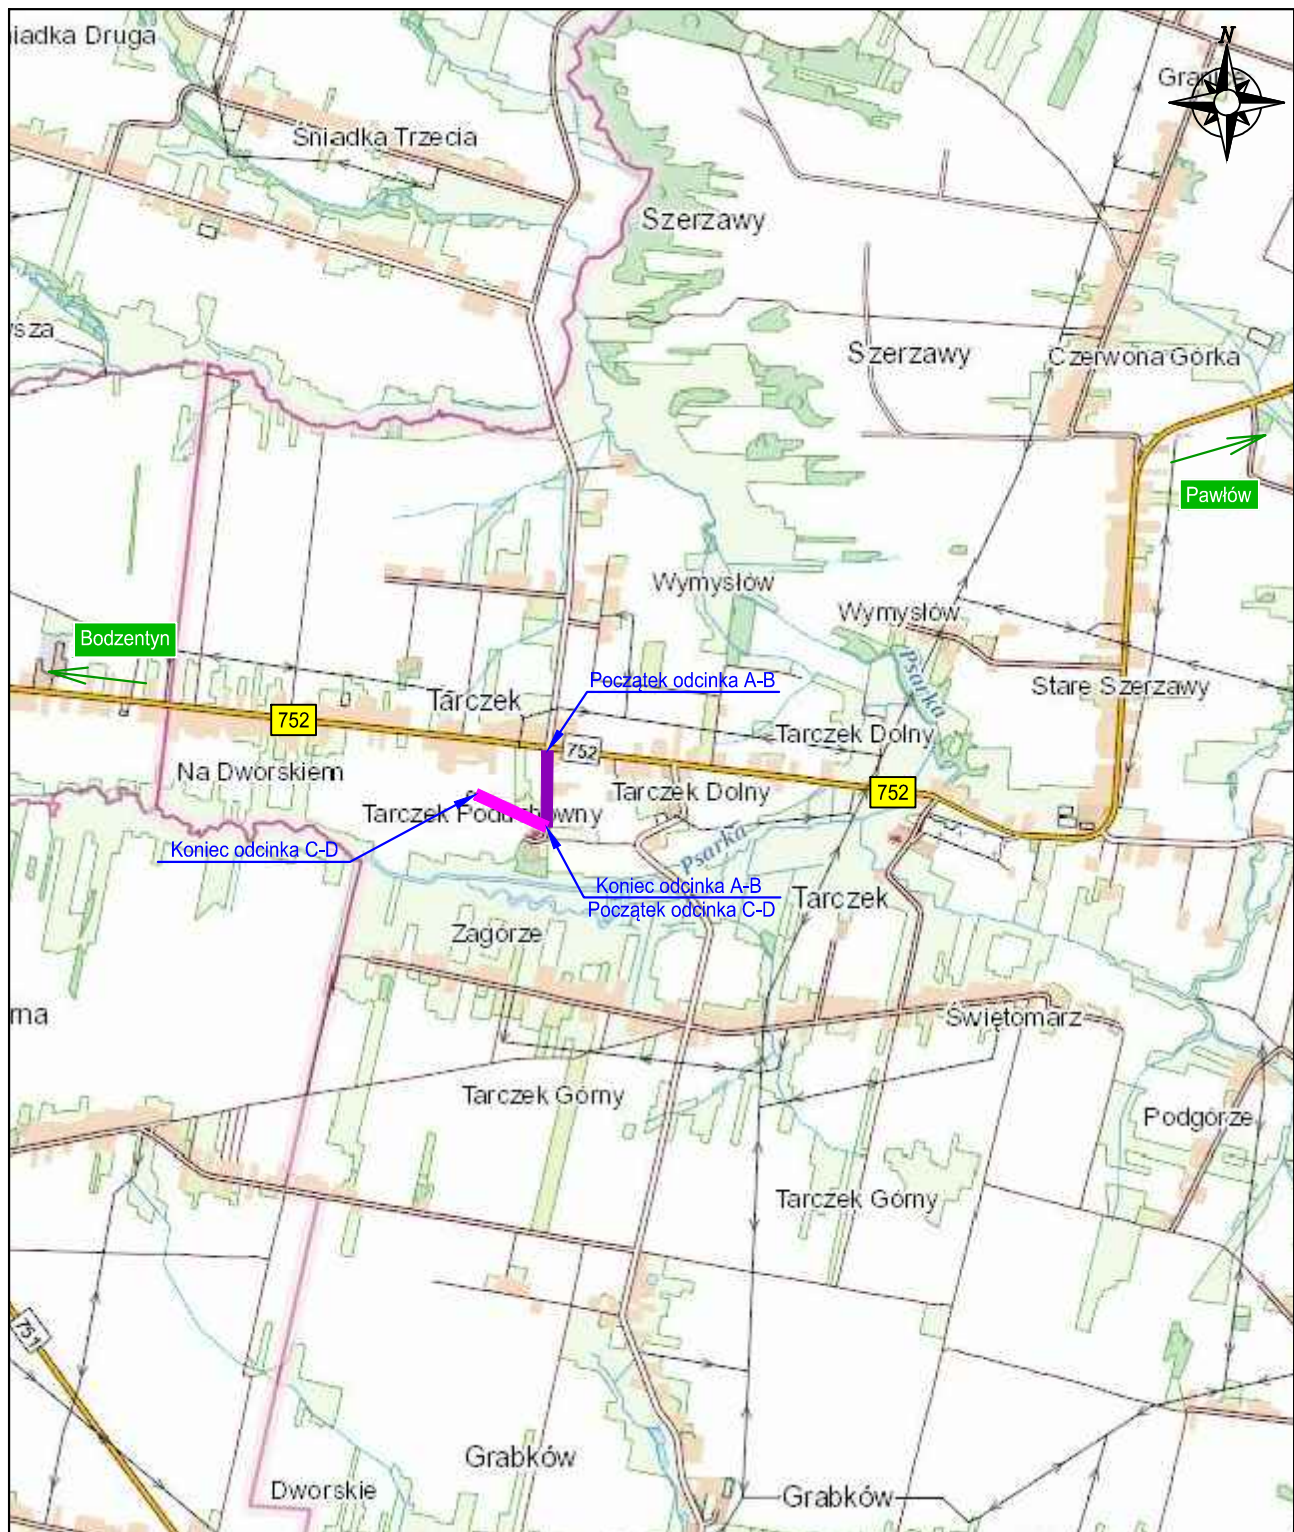 iadka Druga
N
Granice
Śniadka Trzecia
Szerzawy
sza
Szerzawy
Czerwona Górka
Pawłów
Wymysłów
Wymysłów
Bodzentyn
Psarka
Początek odcinka A-B
Stare Szerzawy
Tarczek
752
752
Tarczek Dolny
Na Dworskiem
Tarczek Dolny
752
Tarczek Poduchowny
Koniec odcinka C-D
Psarka
Koniec odcinka A-B
Początek odcinka C-D
Tarczek
Zagórze
ma
Świętomarz
Tarczek Górny
Podgórze
Tarczek Górny
751
Grabków
Dworskie
Grabków